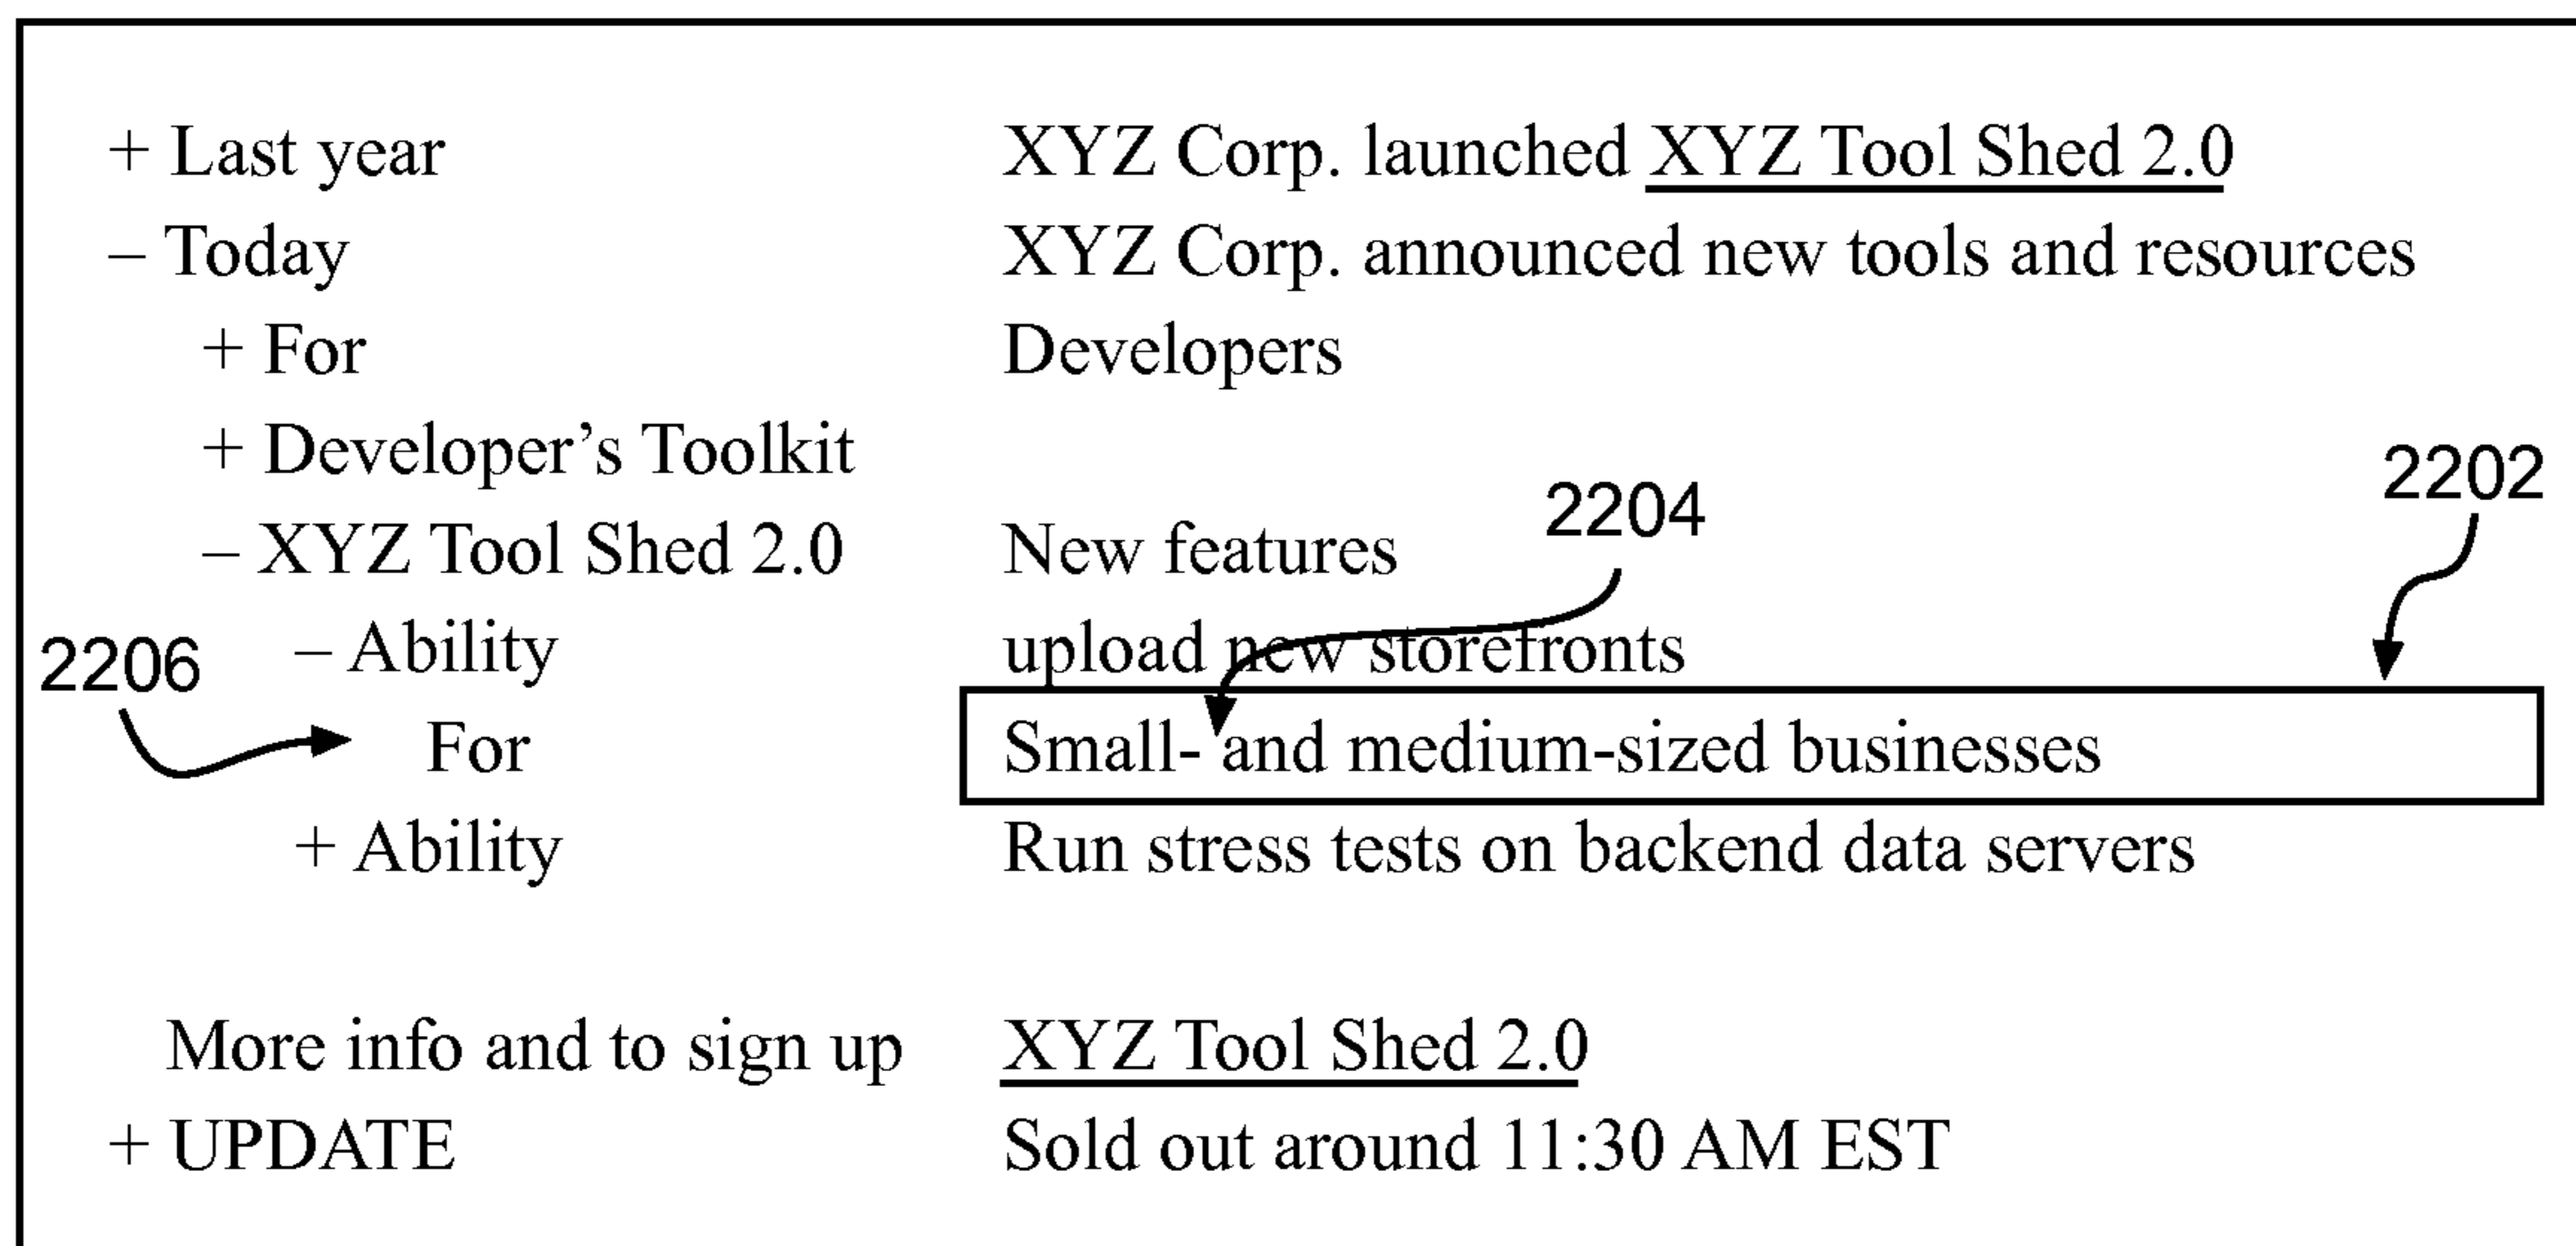 + Last year XYZ Corp. launched XYZ Tool Shed 2.0
– Today XYZ Corp. announced new tools and resources
+ For Developers
+ Developer’s Toolkit
2202
2204
– XYZ Tool Shed 2.0 New features
– Ability upload new storefronts
2206
For Small- and medium-sized businesses
+ Ability Run stress tests on backend data servers
More info and to sign up XYZ Tool Shed 2.0
+ UPDATE Sold out around 11:30 AM EST